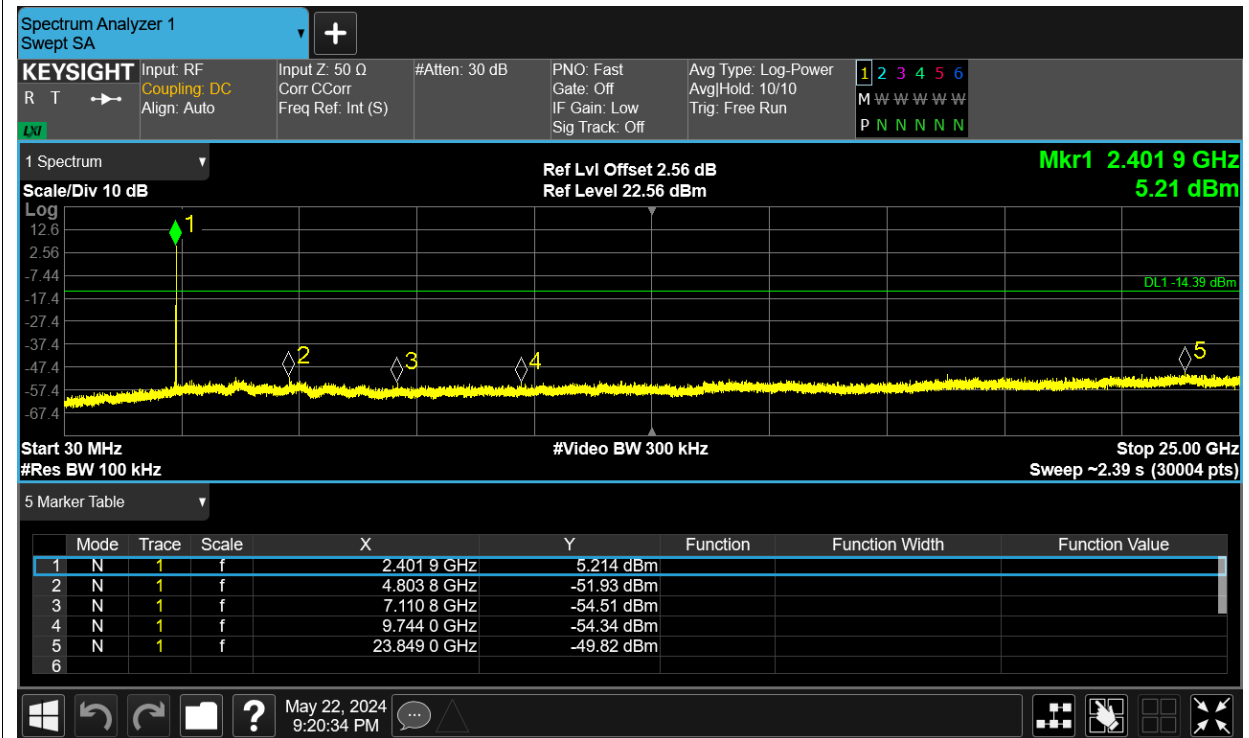 Spectrum Analyzer 1
Swept SA
KEYSIGHT
R T
LXI
Input: RF
Coupling: DC
Align: Auto
Input Z: 50 Ω
Corr CCorr
Freq Ref: Int (S)
#Atten: 30 dB
PNO: Fast
Gate: Off
IF Gain: Low
Sig Track: Off
Avg Type: Log-Power
Avg|Hold: 10/10
Trig: Free Run
1 2 3 4 5 6
M W W W W W
P N N N N N
1 Spectrum
Scale/Div 10 dB
Ref Lvl Offset 2.56 dB
Ref Level 22.56 dBm
Mkr1 2.401 9 GHz
5.21 dBm
Log
12.6
2.56
-7.44
-17.4
-27.4
-37.4
-47.4
-57.4
-67.4
1
2
3
4
5
DL1 -14.39 dBm
Start 30 MHz
#Video BW 300 kHz
Stop 25.00 GHz
#Res BW 100 kHz
Sweep ~2.39 s (30004 pts)
5 Marker Table
Mode Trace Scale X Y Function Function Width Function Value
1 N 1 f 2.401 9 GHz 5.214 dBm
2 N 1 f 4.803 8 GHz -51.93 dBm
3 N 1 f 7.110 8 GHz -54.51 dBm
4 N 1 f 9.744 0 GHz -54.34 dBm
5 N 1 f 23.849 0 GHz -49.82 dBm
6
?
May 22, 2024
9:20:34 PM